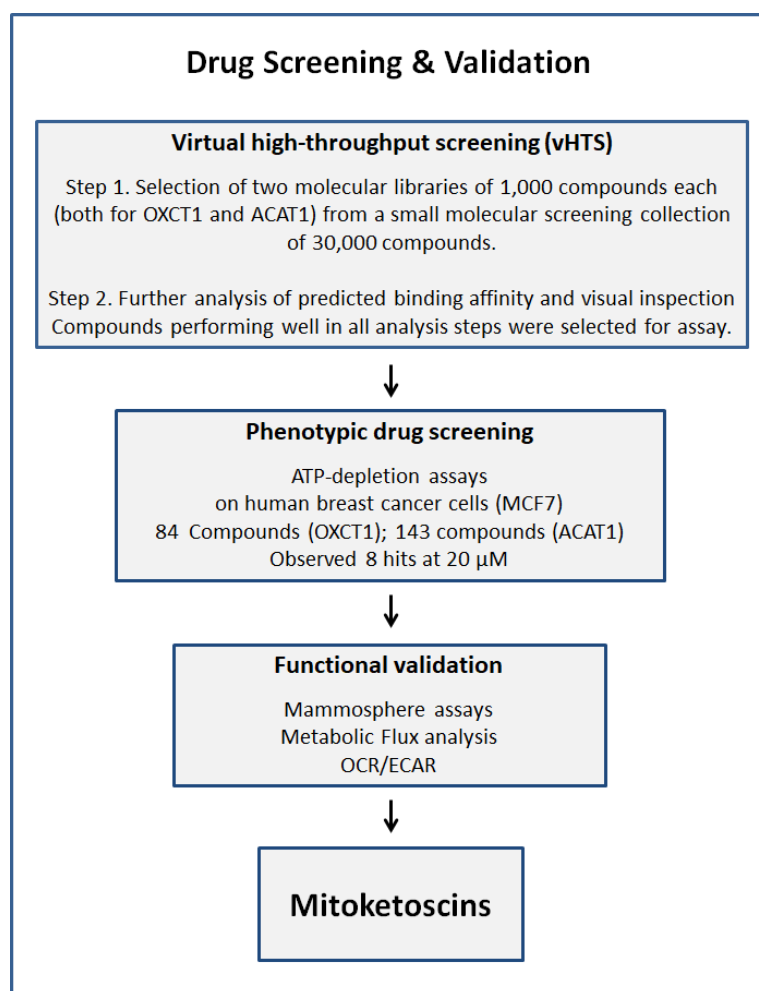 Drug Screening & Validation
Virtual high-throughput screening (vHTS)
Step 1. Selection of two molecular libraries of 1,000 compounds each
(both for OXCT1 and ACAT1) from a small molecular screening collection
of 30,000 compounds.
Step 2. Further analysis of predicted binding affinity and visual inspection
Compounds performing well in all analysis steps were selected for assay.
Phenotypic drug screening
ATP-depletion assays
on human breast cancer cells (MCF7)
84 Compounds (OXCT1); 143 compounds (ACAT1)
Observed 8 hits at 20 µM
Functional validation
Mammosphere assays
Metabolic Flux analysis
OCR/ECAR
Mitoketoscins